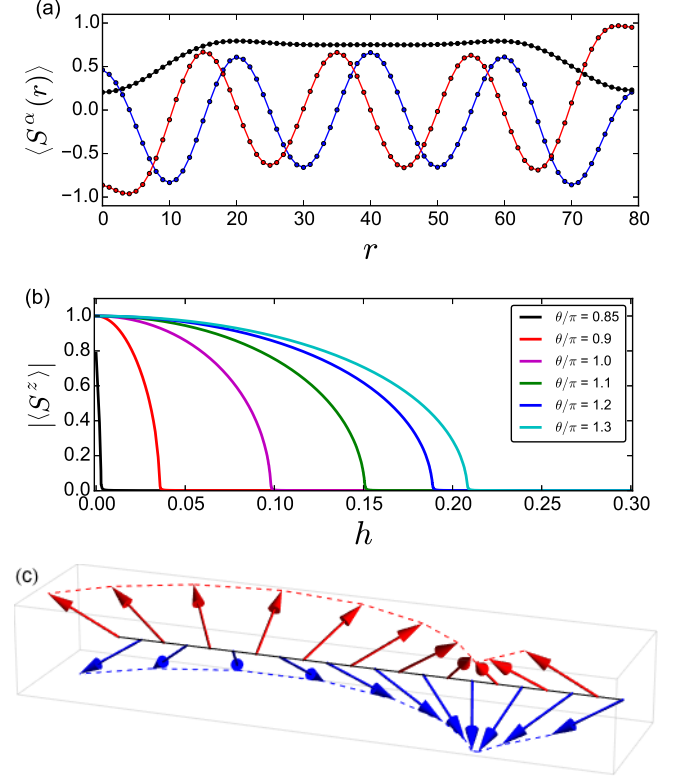 (a)
1.0
0.5
0.0
−0.5
−1.0
⟨S^α(r)⟩
0 10 20 30 40 50 60 70 80
r
(b)
1.0
0.8
0.6
0.4
0.2
0.0
|⟨S^z⟩|
θ/π = 0.85
θ/π = 0.9
θ/π = 1.0
θ/π = 1.1
θ/π = 1.2
θ/π = 1.3
0.00 0.05 0.10 0.15 0.20 0.25 0.30
h
(c)